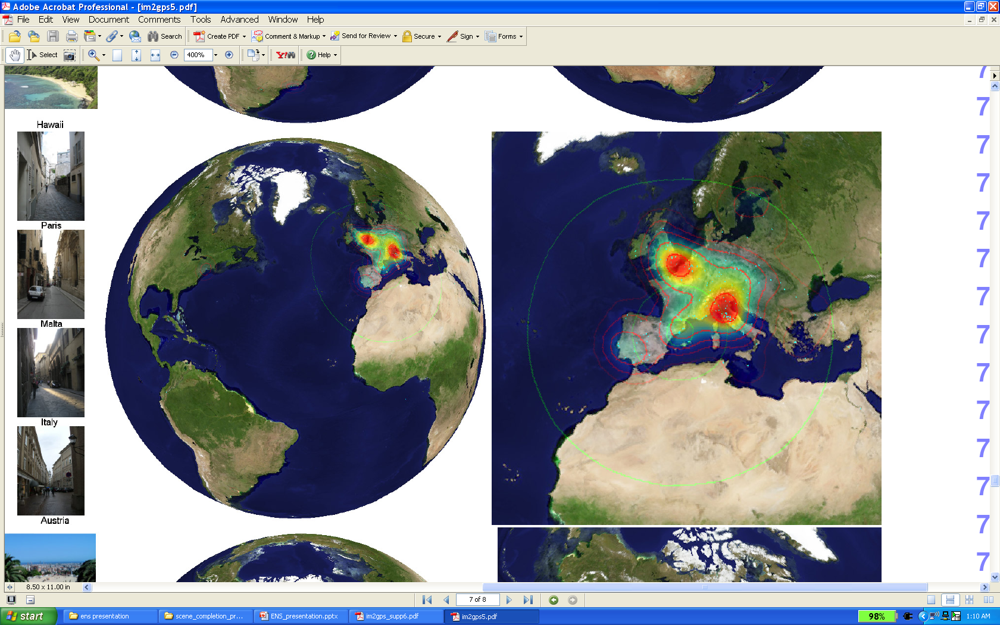 Adobe Acrobat Professional - [im2gps5.pdf]
File Edit View Document Comments Tools Advanced Window Help
Search Create PDF Comment & Markup Send for Review Secure Sign Forms
Select 400% Y! Help
Hawaii
Paris
Malta
Italy
Austria
7
7
7
7
7
7
7
7
7
7
7
7
7
7
8.50 x 11.00 in
7 of 8
start ens presentation scene_completion_pr... ENS_presentation.pptx im2gps_supp6.pdf im2gps5.pdf 98% 1:10 AM